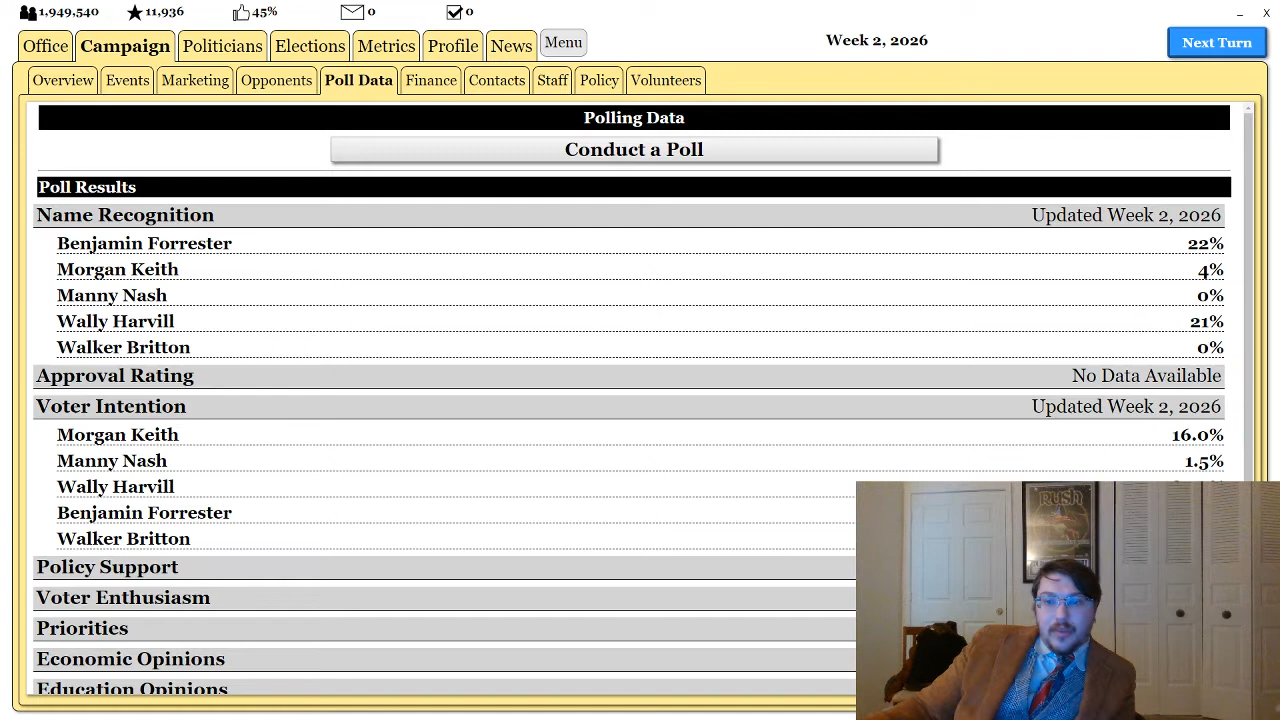 1,949,540 11,936 45% 0 0
_ X
Office Campaign Politicians Elections Metrics Profile News Menu
Week 2, 2026
Next Turn
Overview Events Marketing Opponents Poll Data Finance Contacts Staff Policy Volunteers
Polling Data
Conduct a Poll
Poll Results
Name Recognition Updated Week 2, 2026
Benjamin Forrester 22%
Morgan Keith 4%
Manny Nash 0%
Wally Harvill 21%
Walker Britton 0%
Approval Rating No Data Available
Voter Intention Updated Week 2, 2026
Morgan Keith 16.0%
Manny Nash 1.5%
Wally Harvill
Benjamin Forrester
Walker Britton
Policy Support
Voter Enthusiasm
Priorities
Economic Opinions
Education Opinions
RUSH